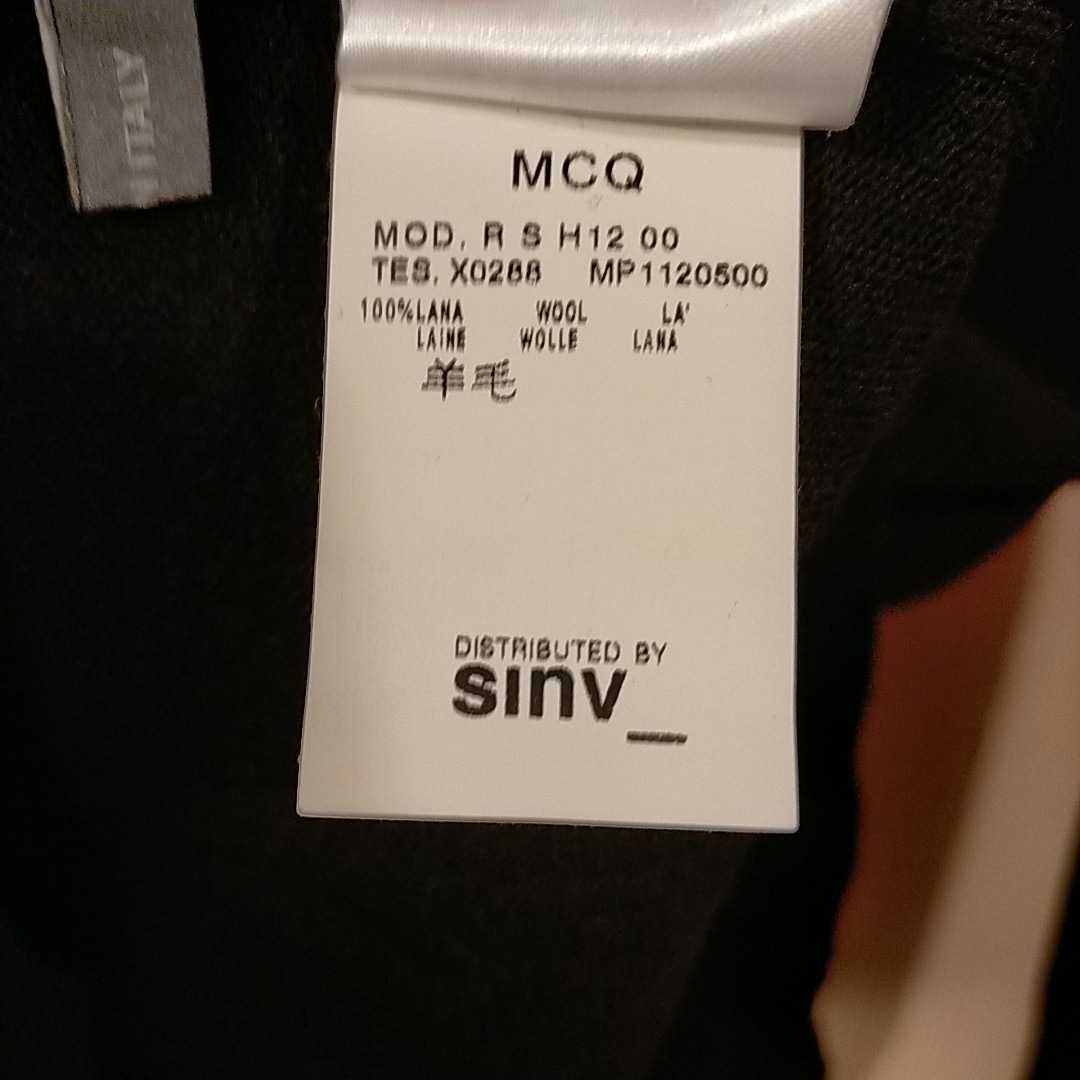 ITALY
MCQ
MOD. R S H12 00
TES. X0288 MP1120500
100%LANA WOOL LA'
LAINE WOLLE LANA
羊毛
DISTRIBUTED BY
sinv_